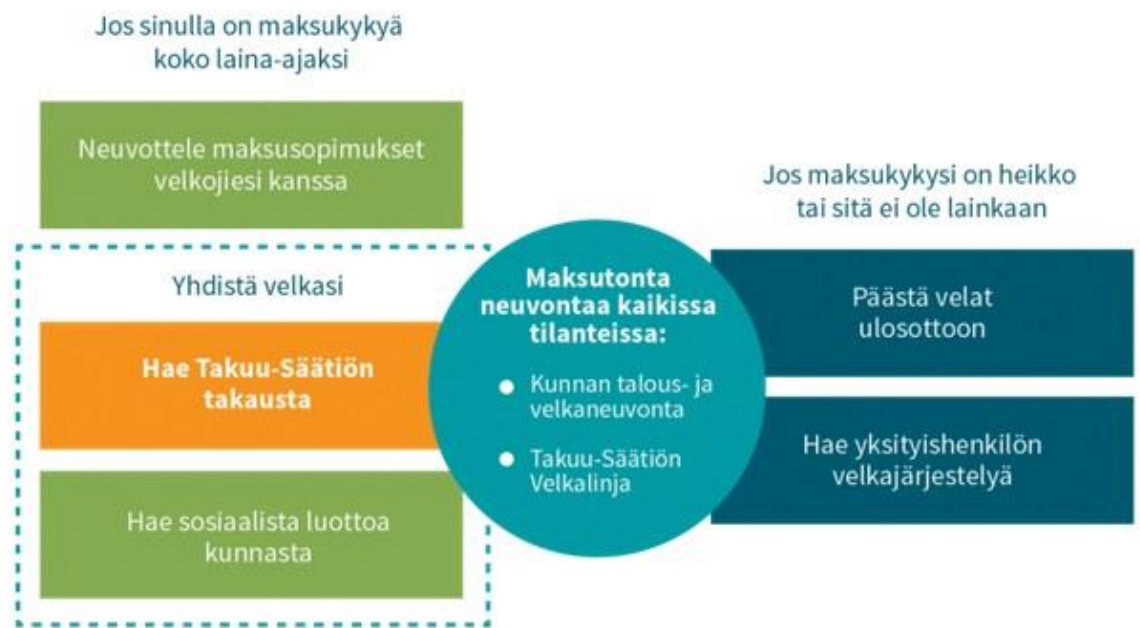 Jos sinulla on maksukykyä
koko laina-ajaksi
Neuvottele maksusopimukset
velkojiesi kanssa
Yhdistä velkasi
Hae Takuu-Säätiön
takausta
Hae sosiaalista luottoa
kunnasta
Maksutonta
neuvontaa kaikissa
tilanteissa:
Kunnan talous- ja
velkaneuvonta
Takuu-Säätiön
Velkalinja
Jos maksukykysi on heikko
tai sitä ei ole lainkaan
Päästä velat
ulosottoon
Hae yksityishenkilön
velkajärjestelyä